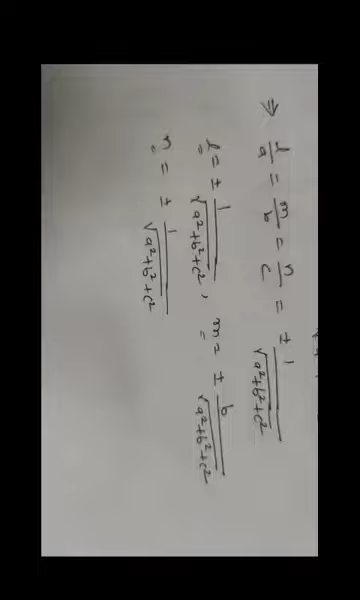 ⇒ l/a = m/b = n/c = ± 1/√(a²+b²+c²)
l = ± 1/√(a²+b²+c²), m = ± b/√(a²+b²+c²)
n = ± 1/√(a²+b²+c²)